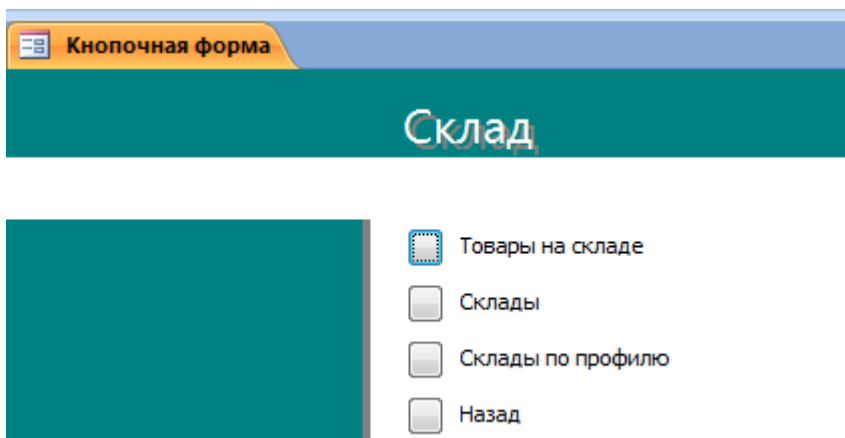 Кнопочная форма
Склад
Товары на складе
Склады
Склады по профилю
Назад